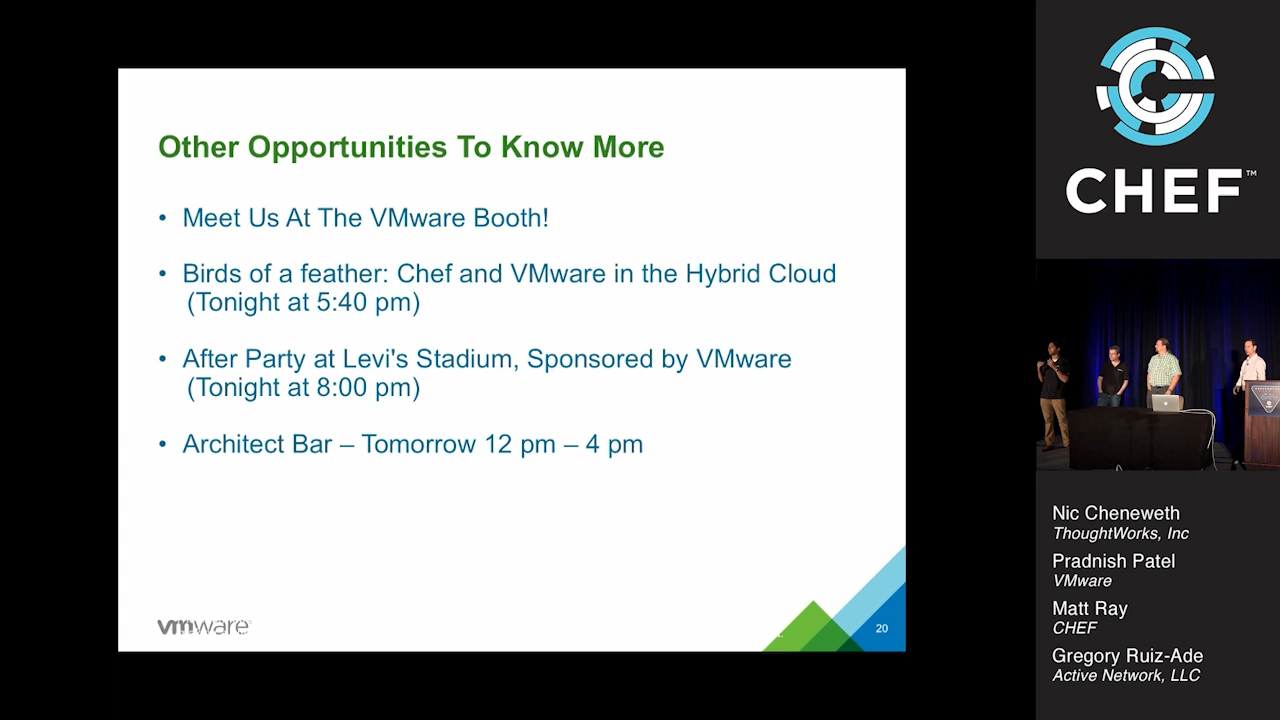 Other Opportunities To Know More
• Meet Us At The VMware Booth!
• Birds of a feather: Chef and VMware in the Hybrid Cloud
(Tonight at 5:40 pm)
• After Party at Levi's Stadium, Sponsored by VMware
(Tonight at 8:00 pm)
• Architect Bar – Tomorrow 12 pm – 4 pm
vmware
20
CHEF™
Nic Cheneweth
ThoughtWorks, Inc
Pradnish Patel
VMware
Matt Ray
CHEF
Gregory Ruiz-Ade
Active Network, LLC